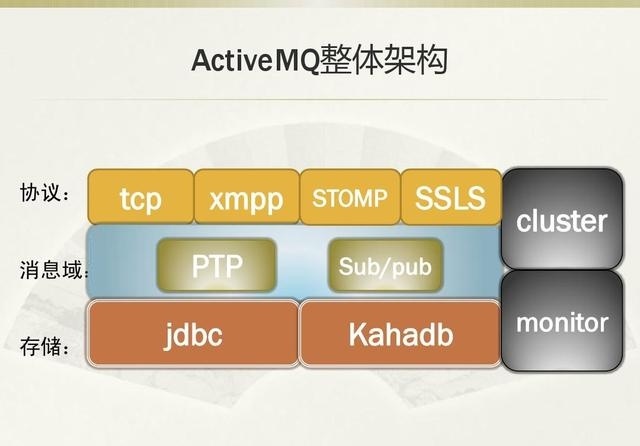 ActiveMQ整体架构
协议： tcp xmpp STOMP SSLS cluster
消息域： PTP Sub/pub
存储： jdbc Kahadb monitor